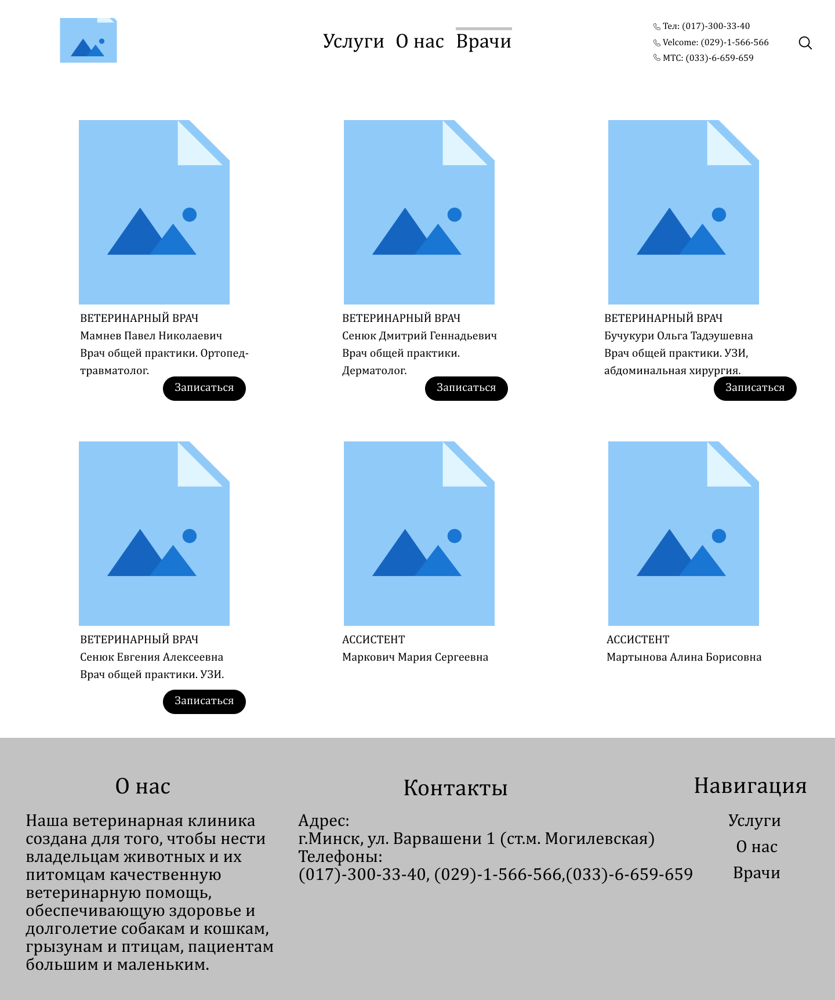 Услуги О нас Врачи
Тел: (017)-300-33-40
Velcome: (029)-1-566-566
МТС: (033)-6-659-659
ВЕТЕРИНАРНЫЙ ВРАЧ
Мамнев Павел Николаевич
Врач общей практики. Ортопед-
травматолог.
Записаться
ВЕТЕРИНАРНЫЙ ВРАЧ
Сенюк Дмитрий Геннадьевич
Врач общей практики.
Дерматолог.
Записаться
ВЕТЕРИНАРНЫЙ ВРАЧ
Бучукури Ольга Тадэушевна
Врач общей практики. УЗИ,
абдоминальная хирургия.
Записаться
ВЕТЕРИНАРНЫЙ ВРАЧ
Сенюк Евгения Алексеевна
Врач общей практики. УЗИ.
Записаться
АССИСТЕНТ
Маркович Мария Сергеевна
АССИСТЕНТ
Мартынова Алина Борисовна
О нас
Наша ветеринарная клиника
создана для того, чтобы нести
владельцам животных и их
питомцам качественную
ветеринарную помощь,
обеспечивающую здоровье и
долголетие собакам и кошкам,
грызунам и птицам, пациентам
большим и маленьким.
Контакты
Адрес:
г.Минск, ул. Варвашени 1 (ст.м. Могилевская)
Телефоны:
(017)-300-33-40, (029)-1-566-566,(033)-6-659-659
Навигация
Услуги
О нас
Врачи